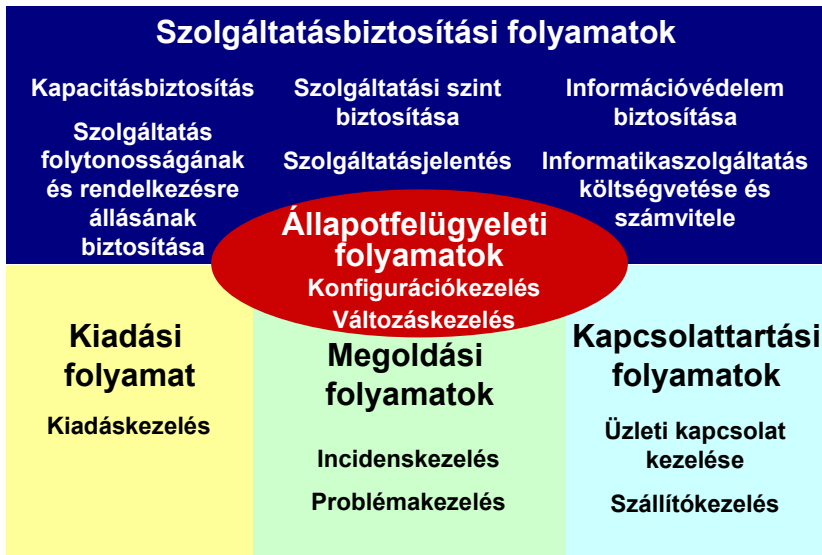 Szolgáltatásbiztosítási folyamatok
Kapacitásbiztosítás
Szolgáltatás
folytonosságának
és rendelkezésre
állásának
biztosítása
Szolgáltatási szint
biztosítása
Szolgáltatásjelentés
Információvédelem
biztosítása
Informatikaszolgáltatás
költségvetése és
számvitele
Állapotfelügyeleti
folyamatok
Konfigurációkezelés
Változáskezelés
Kiadási
folyamat
Kiadáskezelés
Megoldási
folyamatok
Incidenskezelés
Problémakezelés
Kapcsolattartási
folyamatok
Üzleti kapcsolat
kezelése
Szállítókezelés